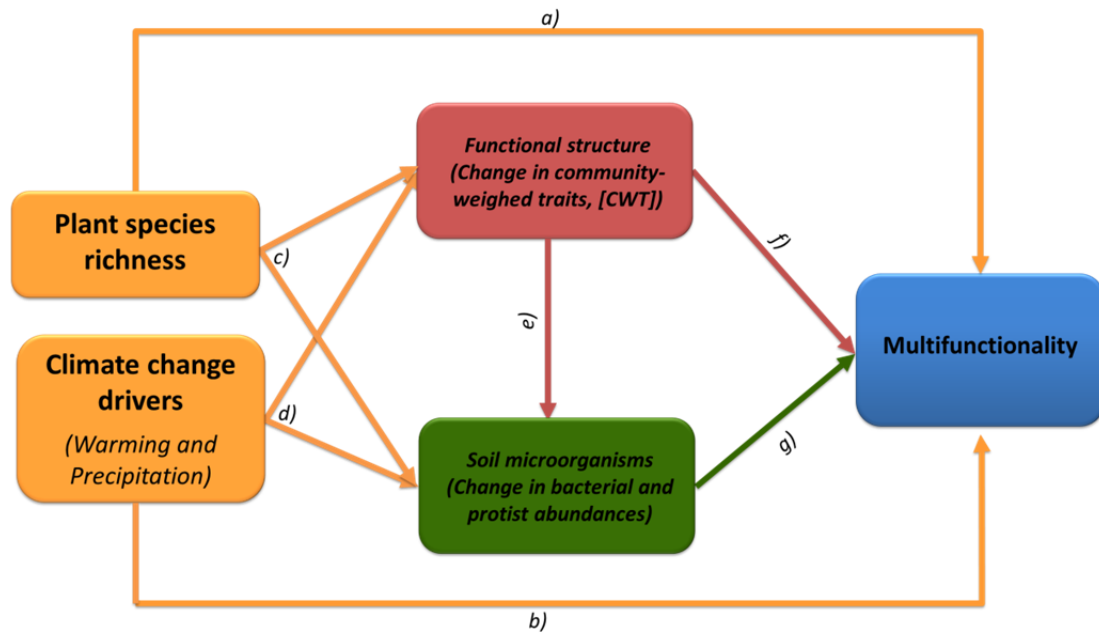 a)
Functional structure
(Change in community-
weighed traits, [CWT])
Plant species
richness
c)
f)
e)
Multifunctionality
Climate change
drivers
(Warming and
Precipitation)
d)
g)
Soil microorganisms
(Change in bacterial and
protist abundances)
b)